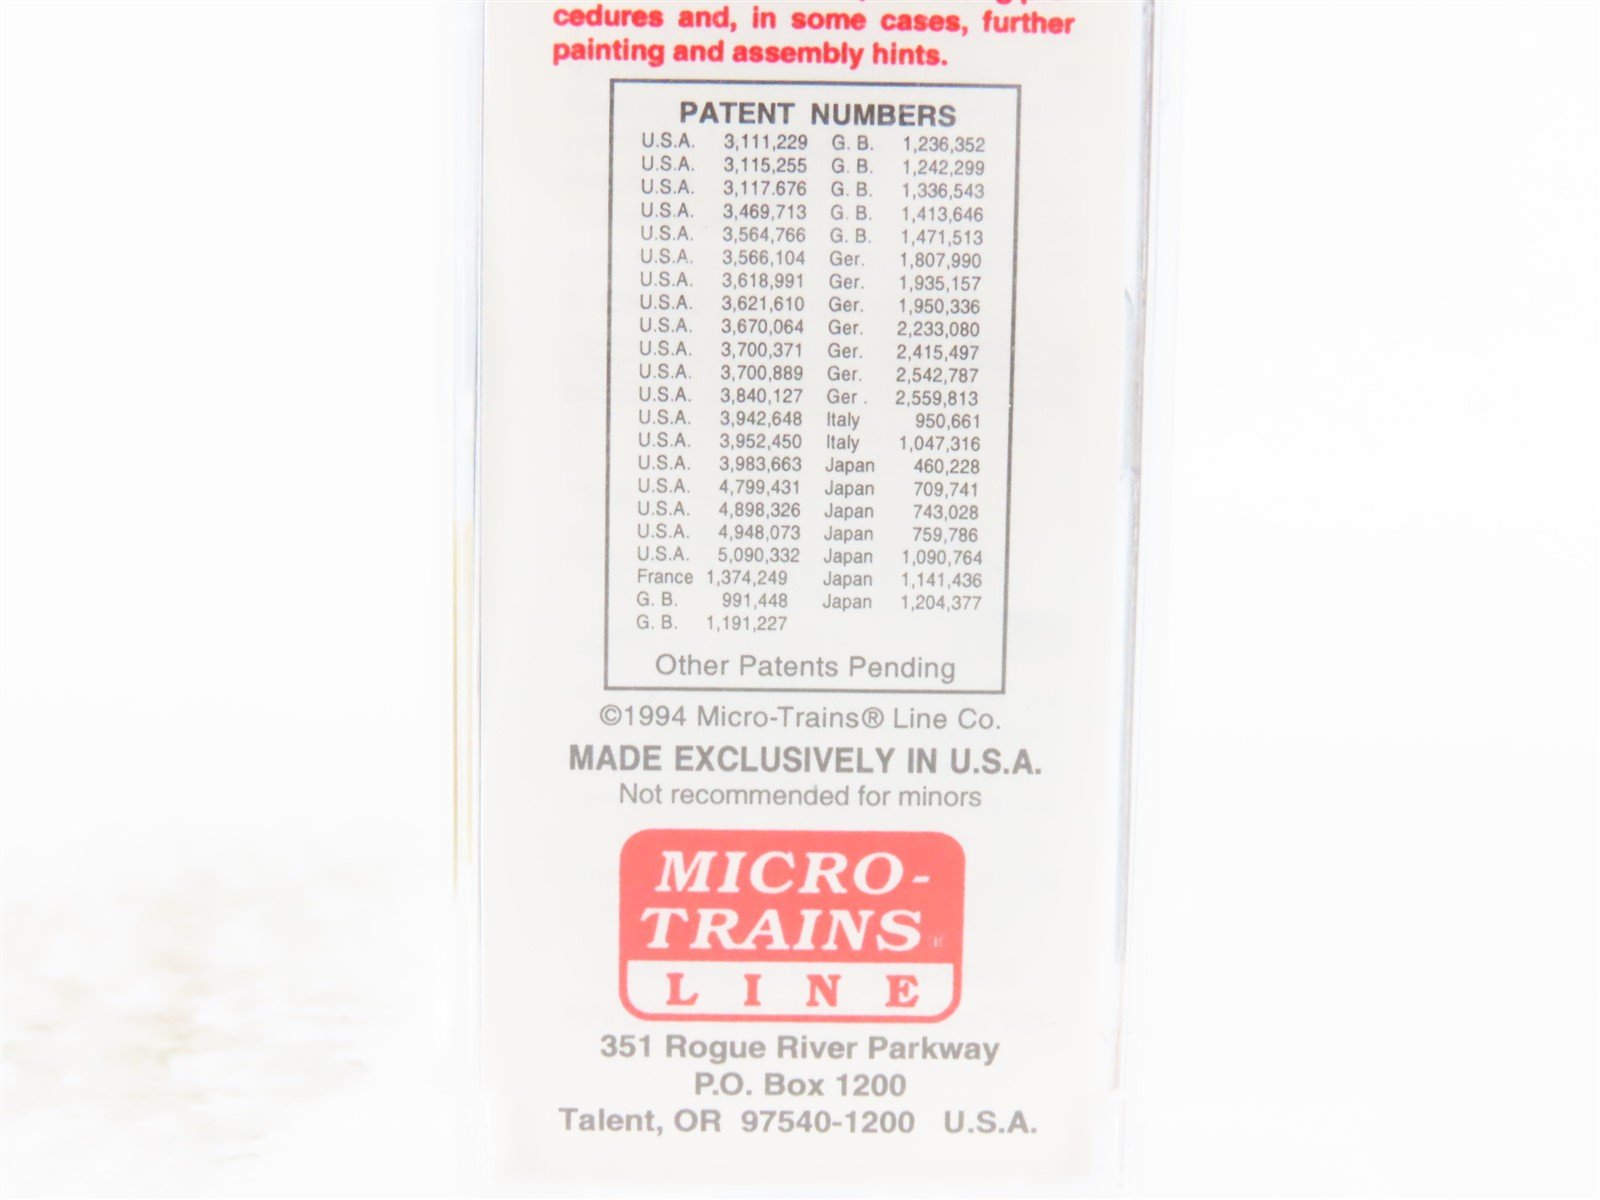 cedures and, in some cases, further
painting and assembly hints.
PATENT NUMBERS
U.S.A. 3,111,229 G. B. 1,236,352
U.S.A. 3,115,255 G. B. 1,242,299
U.S.A. 3,117.676 G. B. 1,336,543
U.S.A. 3,469,713 G. B. 1,413,646
U.S.A. 3,564,766 G. B. 1,471,513
U.S.A. 3,566,104 Ger. 1,807,990
U.S.A. 3,618,991 Ger. 1,935,157
U.S.A. 3,621,610 Ger. 1,950,336
U.S.A. 3,670,064 Ger. 2,233,080
U.S.A. 3,700,371 Ger. 2,415,497
U.S.A. 3,700,889 Ger. 2,542,787
U.S.A. 3,840,127 Ger . 2,559,813
U.S.A. 3,942,648 Italy 950,661
U.S.A. 3,952,450 Italy 1,047,316
U.S.A. 3,983,663 Japan 460,228
U.S.A. 4,799,431 Japan 709,741
U.S.A. 4,898,326 Japan 743,028
U.S.A. 4,948,073 Japan 759,786
U.S.A. 5,090,332 Japan 1,090,764
France 1,374,249 Japan 1,141,436
G. B. 991,448 Japan 1,204,377
G. B. 1,191,227
Other Patents Pending
©1994 Micro-Trains® Line Co.
MADE EXCLUSIVELY IN U.S.A.
Not recommended for minors
MICRO-
TRAINS®
LINE
351 Rogue River Parkway
P.O. Box 1200
Talent, OR 97540-1200 U.S.A.